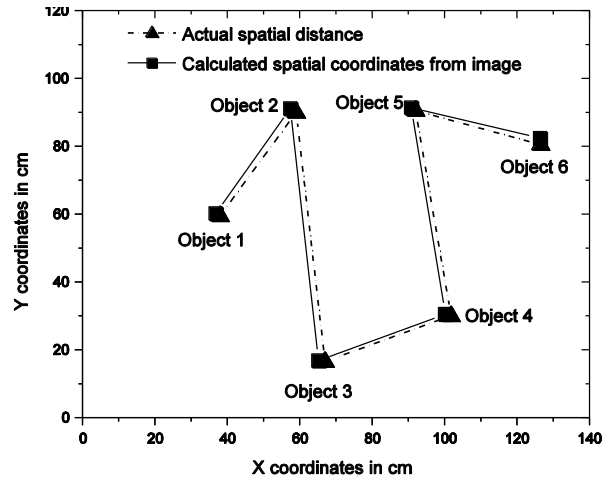 120
100
80
60
40
20
0
Y coordinates in cm
Actual spatial distance
Calculated spatial coordinates from image
Object 2
Object 5
Object 6
Object 1
Object 4
Object 3
0 20 40 60 80 100 120 140
X coordinates in cm